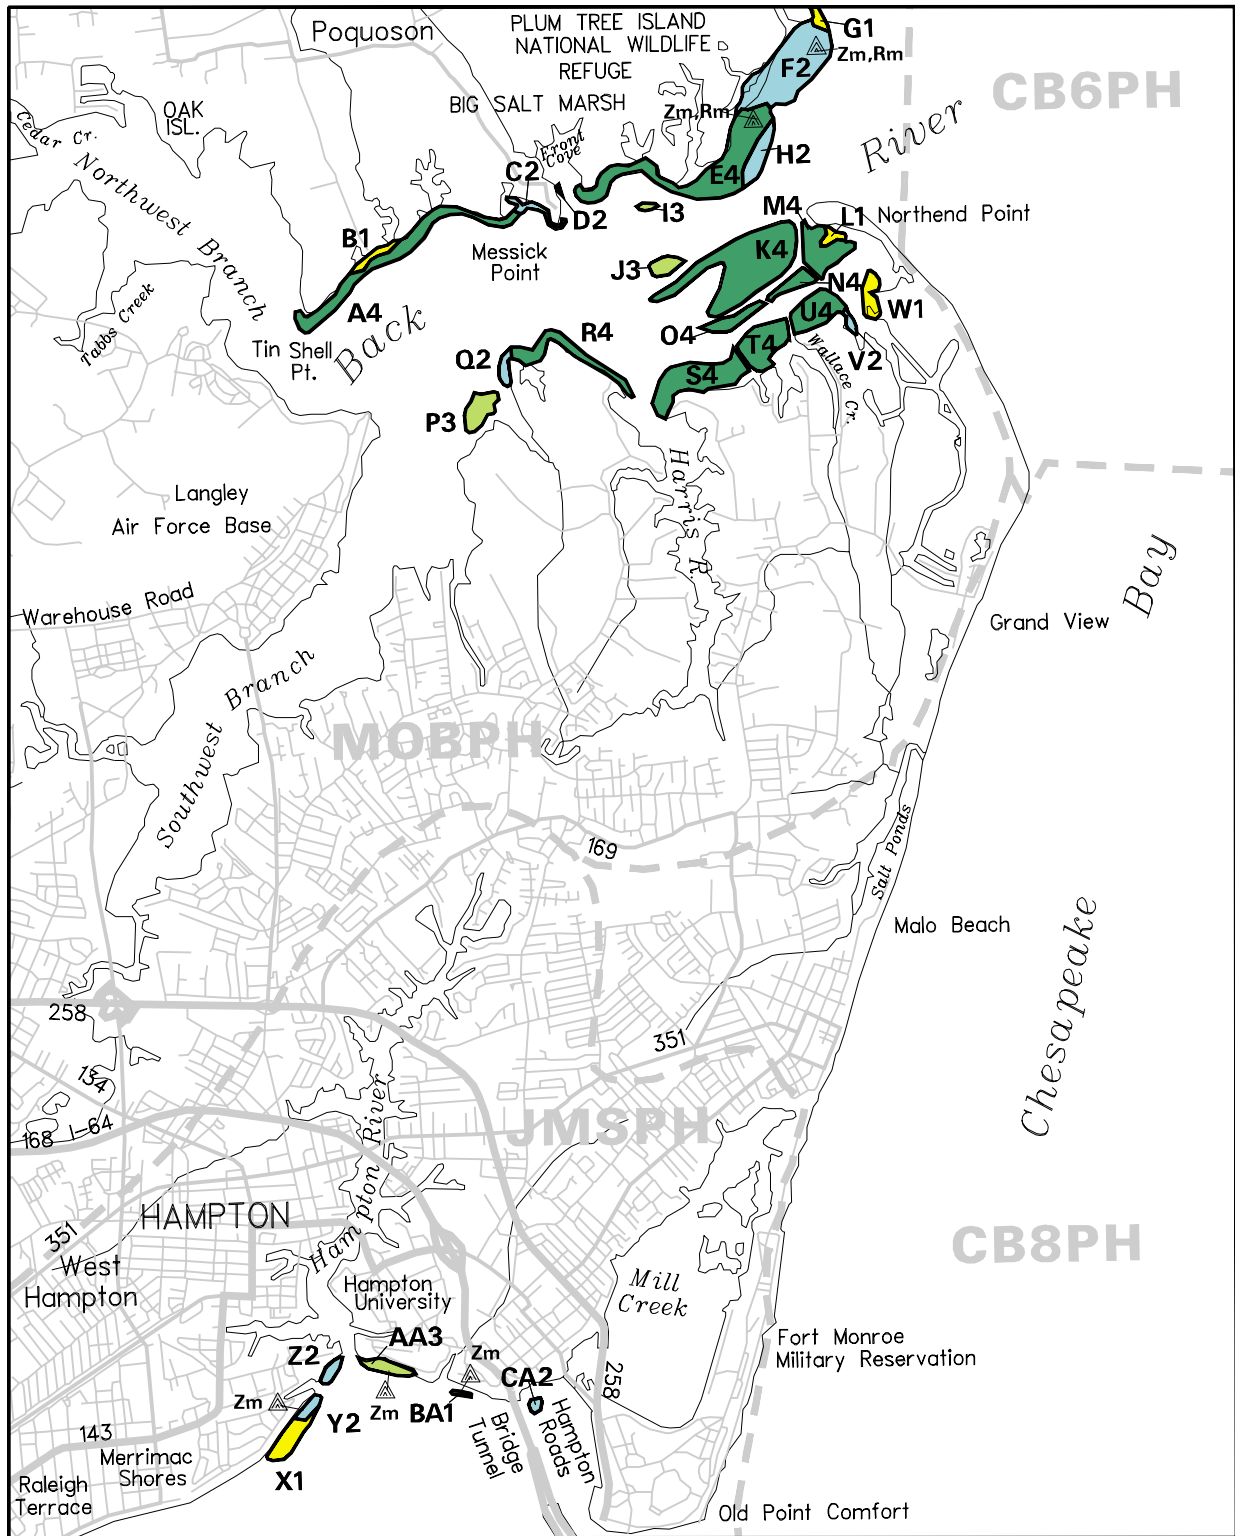 Poquoson
PLUM TREE ISLAND
NATIONAL WILDLIFE
REFUGE
BIG SALT MARSH
G1
Zm,Rm
F2
CB6PH
OAK
ISL.
Cedar Cr.
Northwest Branch
Zm,Rm
River
H2
E4
Front
Cove
C2
D2
I3
M4
L1
Northend Point
B1
Messick
Point
K4
J3
N4
W1
A4
Tabbs Creek
Back
Tin Shell
Pt.
U4
O4
R4
T4
V2
Wallace Cr.
Q2
S4
P3
Harris R.
Langley
Air Force Base
Bay
Warehouse Road
Grand View
Southwest Branch
MOBPH
169
Salt Ponds
Malo Beach
Chesapeake
258
351
134
168
I-64
Hampton River
JMSPH
HAMPTON
351
CB8PH
West
Hampton
Mill
Creek
Hampton
University
AA3
Fort Monroe
Military Reservation
Z2
Zm
CA2
258
Zm
Zm
BA1
Y2
Hampton
Roads
Bridge
Tunnel
143
Merrimac
Shores
X1
Raleigh
Terrace
Old Point Comfort